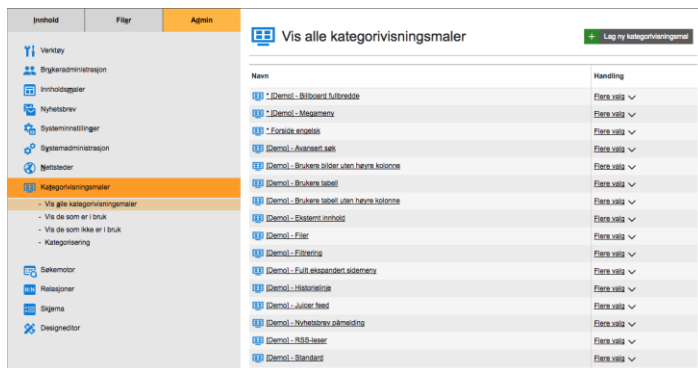 Innhold Filer Admin
Verktøy
Brukeradministrasjon
Innholdsmaler
Nyhetsbrev
Systeminnstillinger
Systemadministrasjon
Nettsteder
Kategorivisningsmaler
- Vis alle kategorivisningsmaler
- Vis de som er i bruk
- Vis de som ikke er i bruk
- Kategorisering
Søkemotor
Relasjoner
Skjema
Designeditor
Vis alle kategorivisningsmaler
+ Lag ny kategorivisningsmal
Navn Handling
* [Demo] - Billboard fullbredde Flere valg
* [Demo] - Megameny Flere valg
* Forside engelsk Flere valg
[Demo] - Avansert søk Flere valg
[Demo] - Brukere bilder uten høyre kolonne Flere valg
[Demo] - Brukere tabell Flere valg
[Demo] - Brukere tabell uten høyre kolonne Flere valg
[Demo] - Eksternt innhold Flere valg
[Demo] - Filer Flere valg
[Demo] - Filtrering Flere valg
[Demo] - Fullt ekspandert sidemeny Flere valg
[Demo] - Historielinje Flere valg
[Demo] - Juicer feed Flere valg
[Demo] - Nyhetsbrev påmelding Flere valg
[Demo] - RSS-leser Flere valg
[Demo] - Standard Flere valg